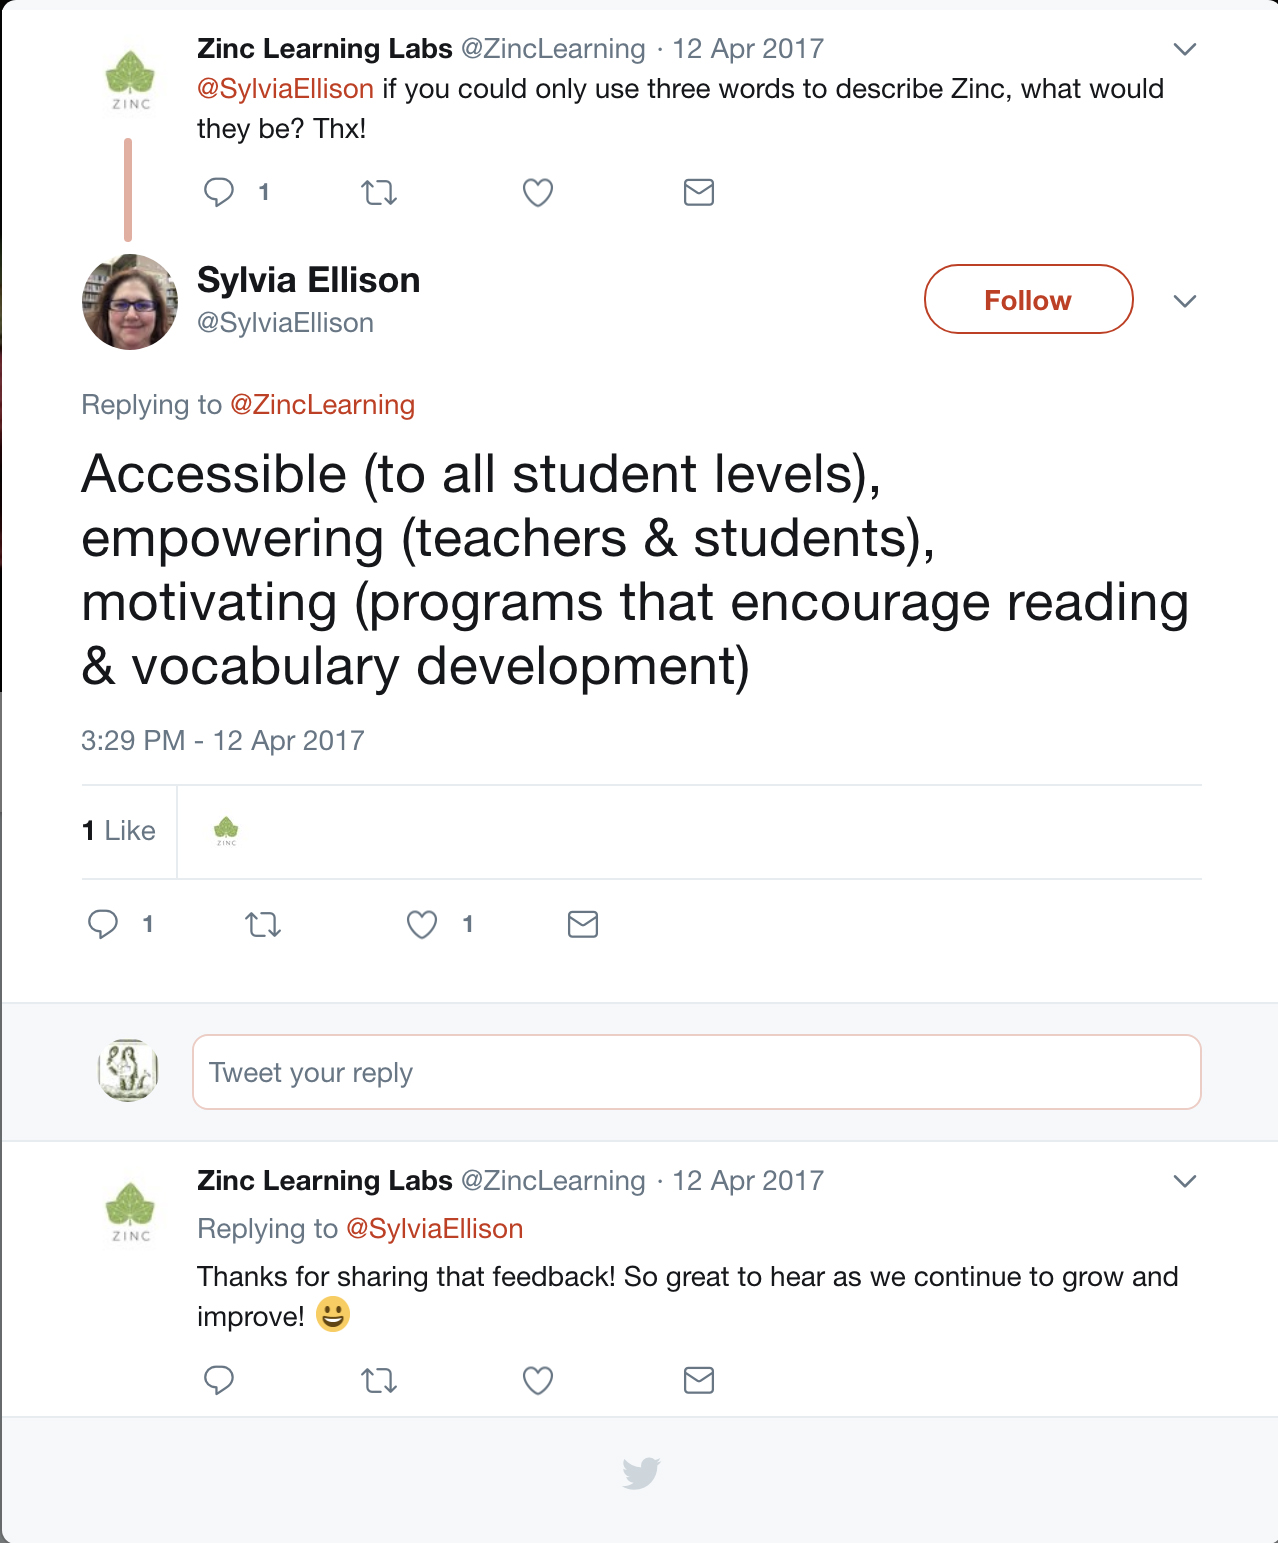 Zinc Learning Labs @ZincLearning · 12 Apr 2017
ZINC
@SylviaEllison if you could only use three words to describe Zinc, what would
they be? Thx!
1
Sylvia Ellison
@SylviaEllison
Follow
Replying to @ZincLearning
Accessible (to all student levels),
empowering (teachers & students),
motivating (programs that encourage reading
& vocabulary development)
3:29 PM - 12 Apr 2017
1 Like
ZINC
1 1
Tweet your reply
Zinc Learning Labs @ZincLearning · 12 Apr 2017
ZINC
Replying to @SylviaEllison
Thanks for sharing that feedback! So great to hear as we continue to grow and
improve! 😀